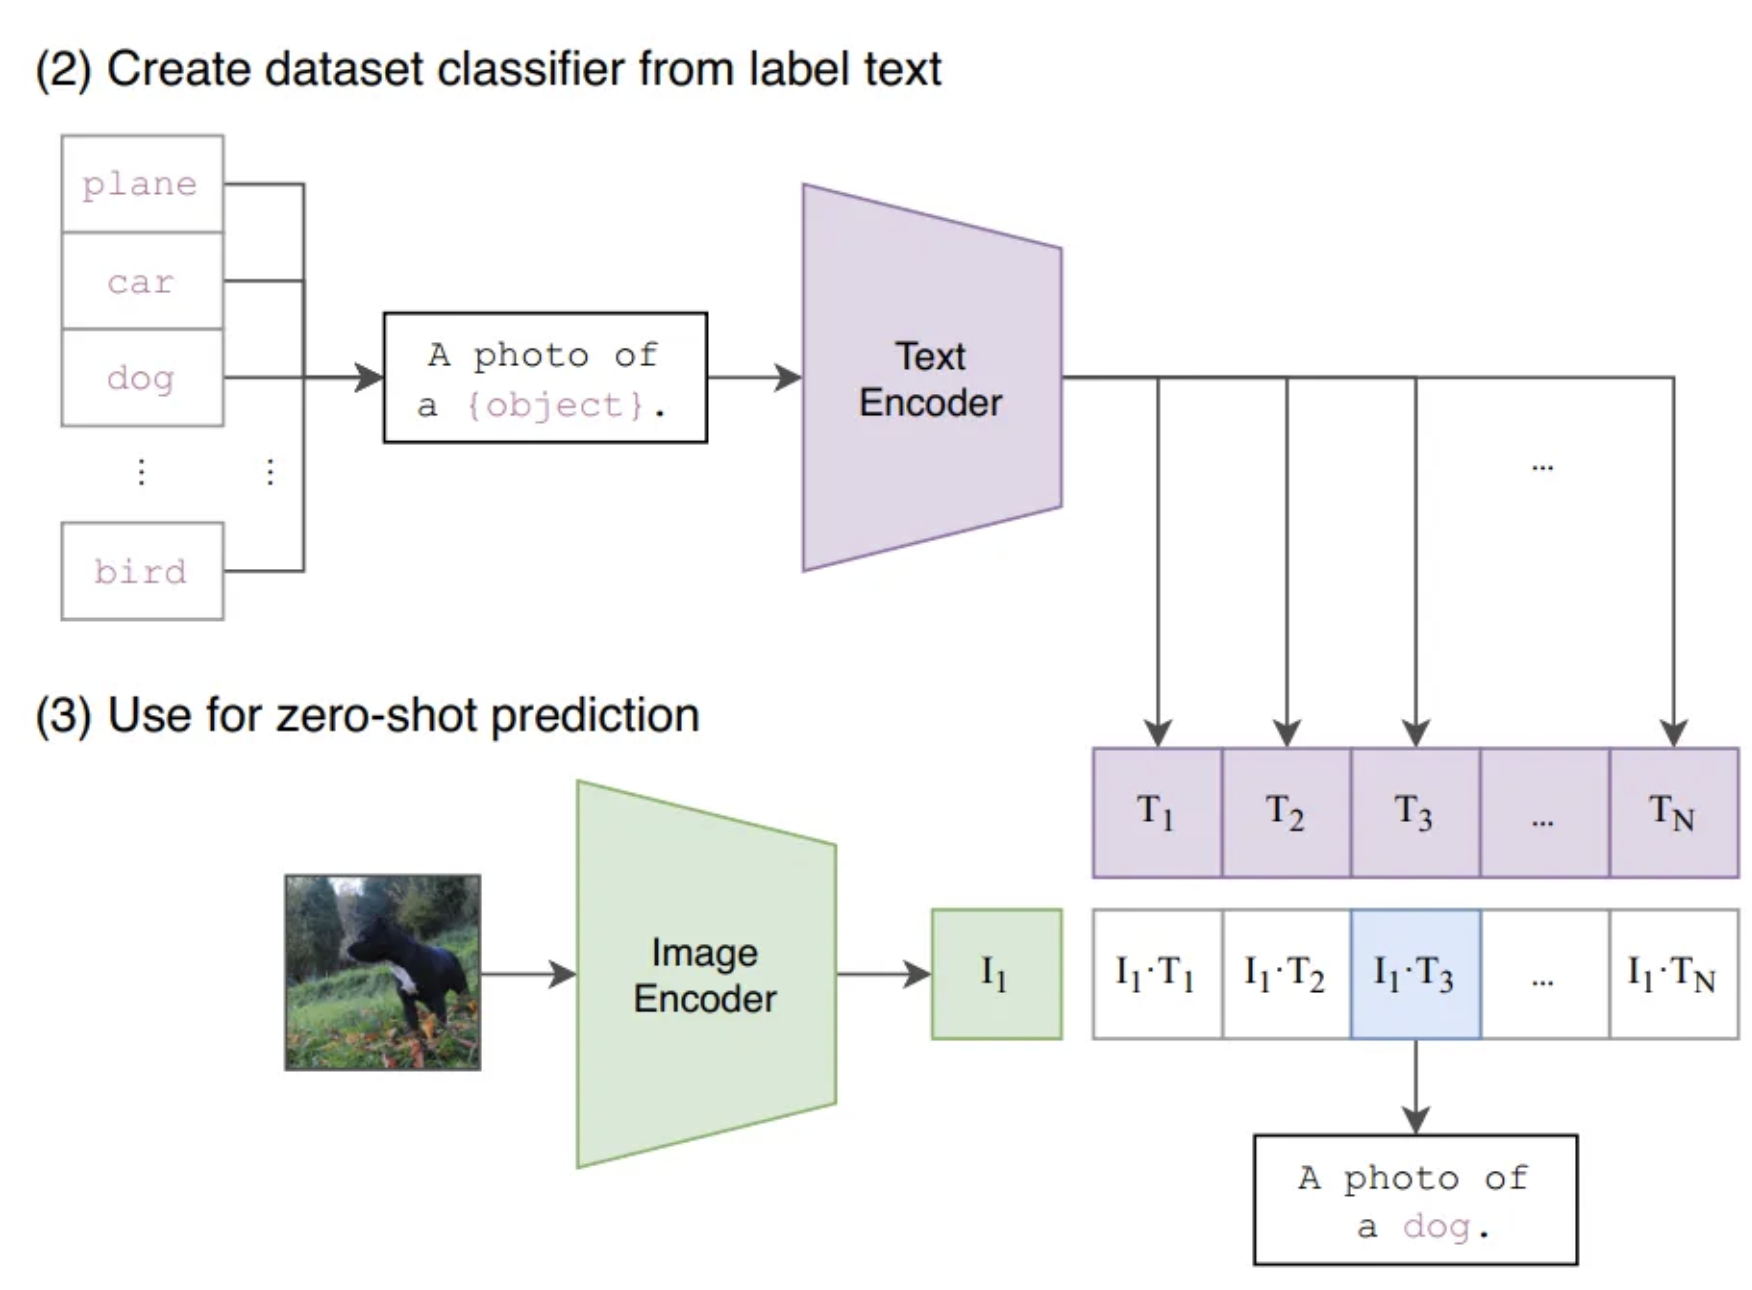 (2) Create dataset classifier from label text
plane
car
dog
⋮ ⋮
bird
A photo of
a {object}.
Text
Encoder
...
(3) Use for zero-shot prediction
T₁ T₂ T₃ ... T_N
Image
Encoder
I₁
I₁·T₁ I₁·T₂ I₁·T₃ ... I₁·T_N
A photo of
a dog.